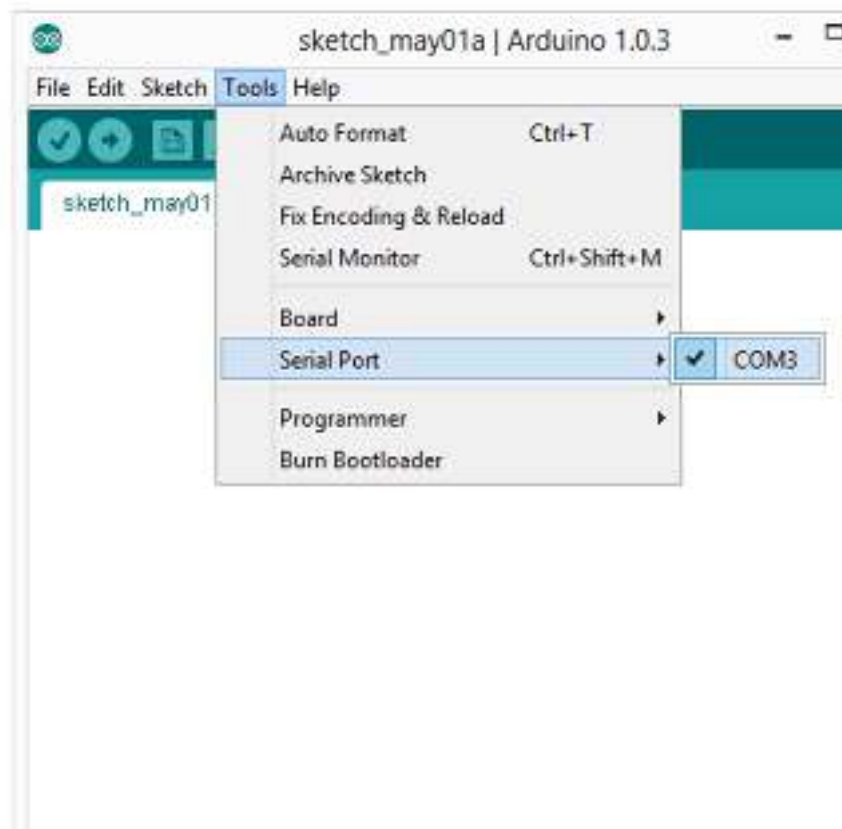 sketch_may01a | Arduino 1.0.3
File Edit Sketch Tools Help
sketch_may01
Auto Format Ctrl+T
Archive Sketch
Fix Encoding & Reload
Serial Monitor Ctrl+Shift+M
Board
Serial Port
COM3
Programmer
Burn Bootloader